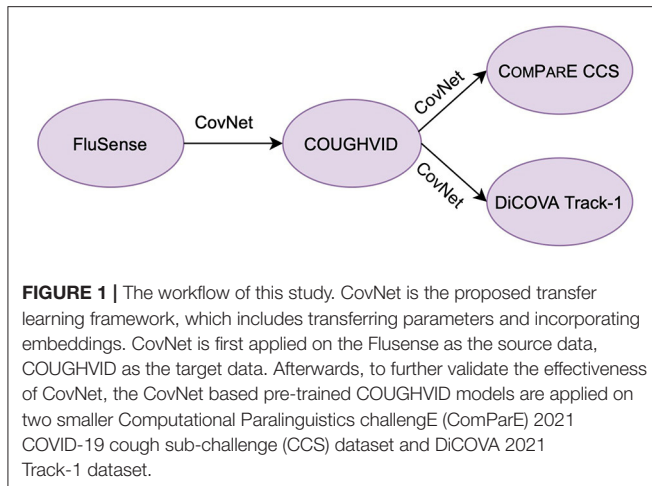 COMPARE CCS
CovNet
CovNet
FluSense
COUGHVID
CovNet
DiCOVA Track-1
FIGURE 1 | The workflow of this study. CovNet is the proposed transfer
learning framework, which includes transferring parameters and incorporating
embeddings. CovNet is first applied on the Flusense as the source data,
COUGHVID as the target data. Afterwards, to further validate the effectiveness
of CovNet, the CovNet based pre-trained COUGHVID models are applied on
two smaller Computational Paralinguistics challengE (ComParE) 2021
COVID-19 cough sub-challenge (CCS) dataset and DiCOVA 2021
Track-1 dataset.